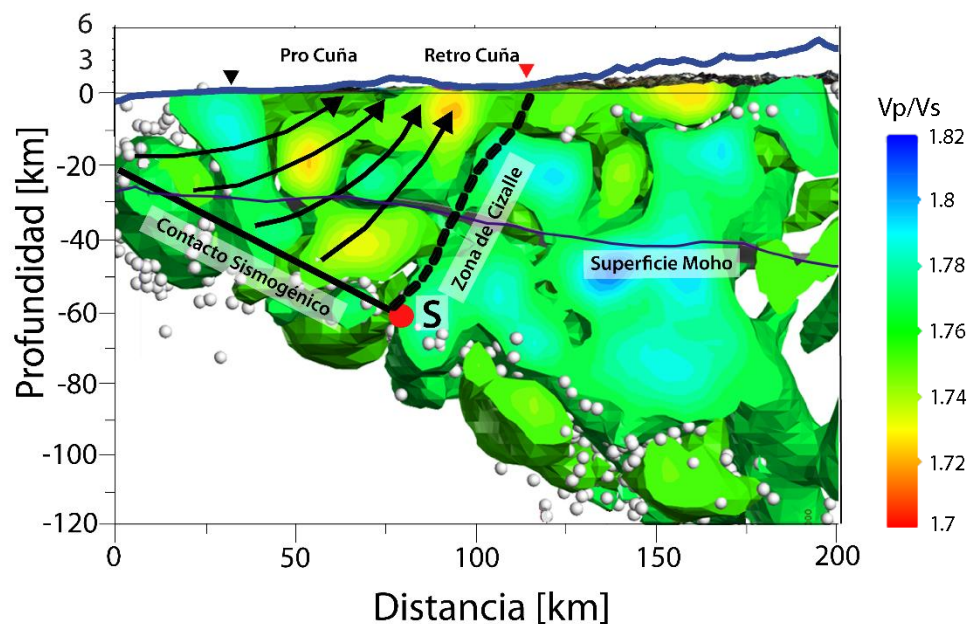 6
3
0
-20
-40
-60
-80
-100
-120
Profundidad [km]
Pro Cuña
Retro Cuña
Contacto Sismogénico
Zona de Cizalle
Superficie Moho
S
0
50
100
150
200
Distancia [km]
Vp/Vs
1.82
1.8
1.78
1.76
1.74
1.72
1.7